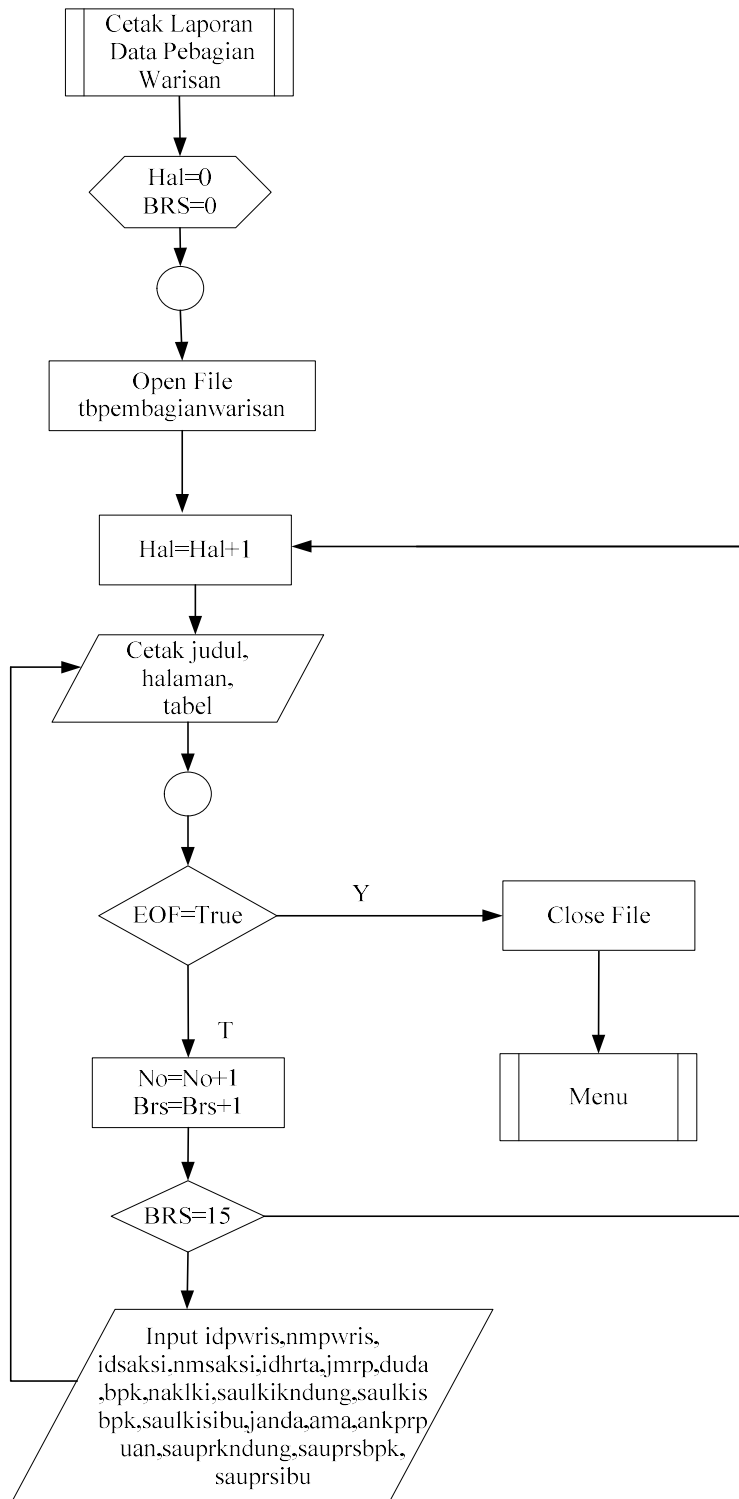 Cetak Laporan
Data Pebagian
Warisan
Hal=0
BRS=0
Open File
tbpembagianwarisan
Hal=Hal+1
Cetak judul,
halaman,
tabel
EOF=True
Y
Close File
T
No=No+1
Brs=Brs+1
Menu
BRS=15
Input idpwris,nmpwris,
idsaksi,nmsaksi,idhrta,jmrp,duda
,bpk,naklki,saulkikndung,saulkis
bpk,saulkisibu,janda,ama,ankprp
uan,sauprkndung,sauprsbpk,
sauprsibu